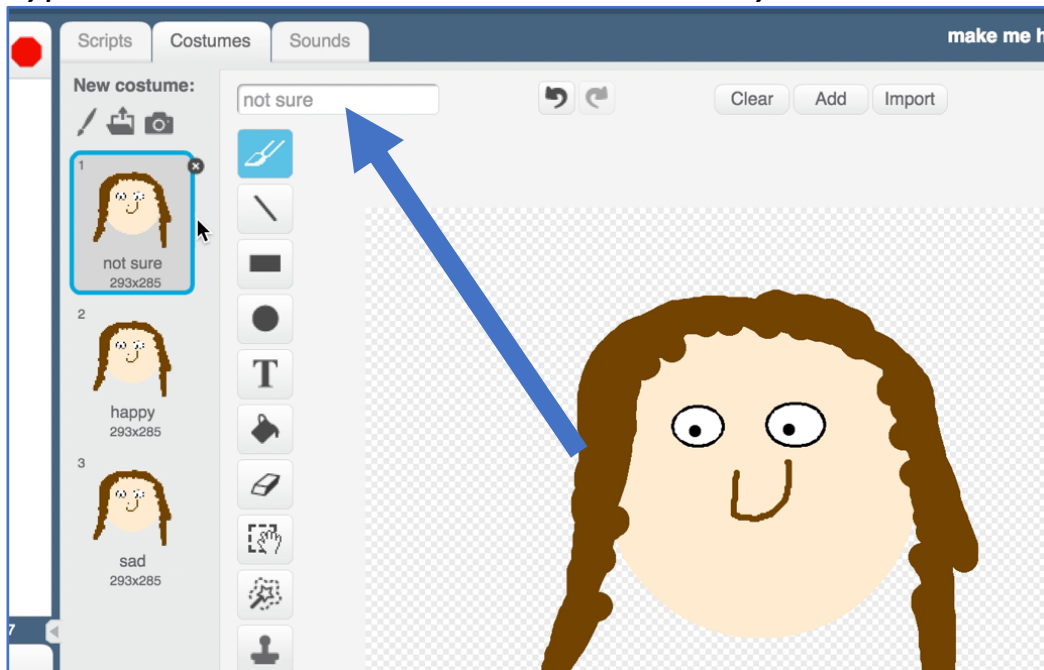 Scripts Costumes Sounds
make me h
New costume:
not sure
Clear Add Import
1
not sure
293x285
2
happy
293x285
3
sad
293x285
T
7